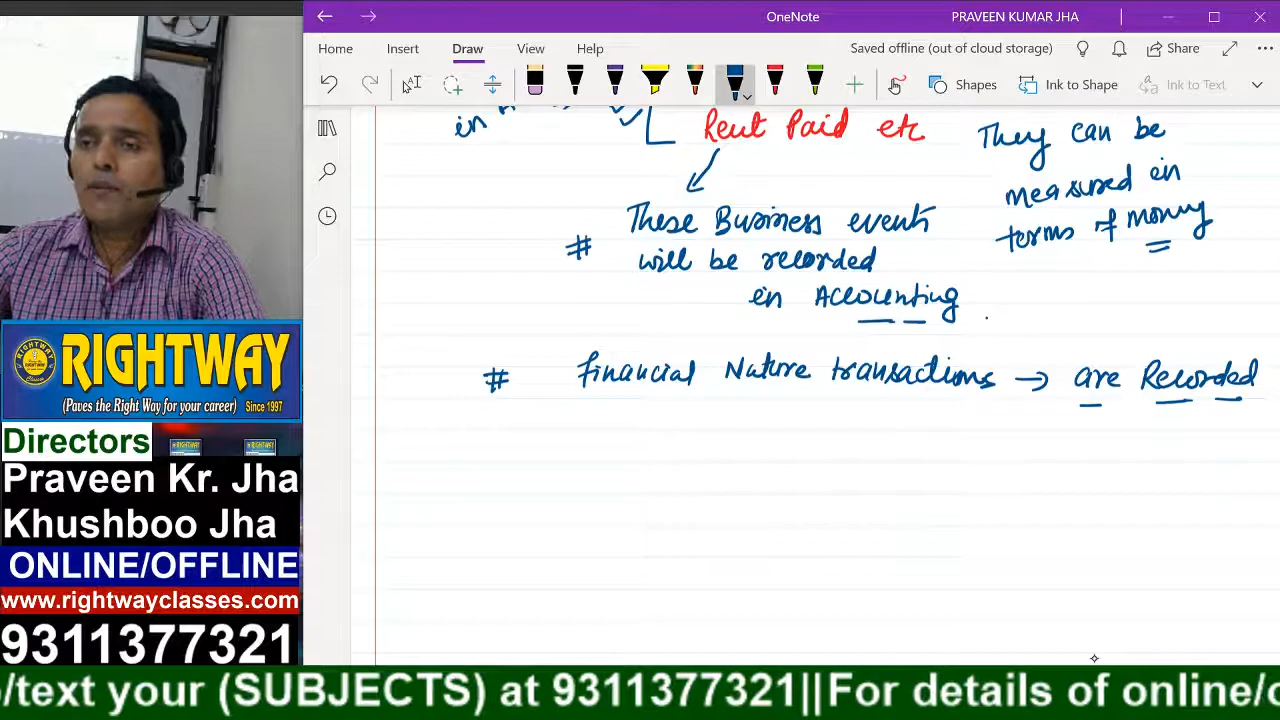 OneNote
PRAVEEN KUMAR JHA
Home Insert Draw View Help
Saved offline (out of cloud storage)
Share
Shapes
Ink to Shape
Ink to Text
in
Rent Paid etc
They can be
measured in
terms of money
# These Business events
will be recorded
in Accounting
# financial Nature transactions → are Recorded
RIGHTWAY
(Paves the Right Way for your career) Since 1997
Directors
Praveen Kr. Jha
Khushboo Jha
ONLINE/OFFLINE
www.rightwayclasses.com
9311377321
/text your (SUBJECTS) at 9311377321||For details of online/o